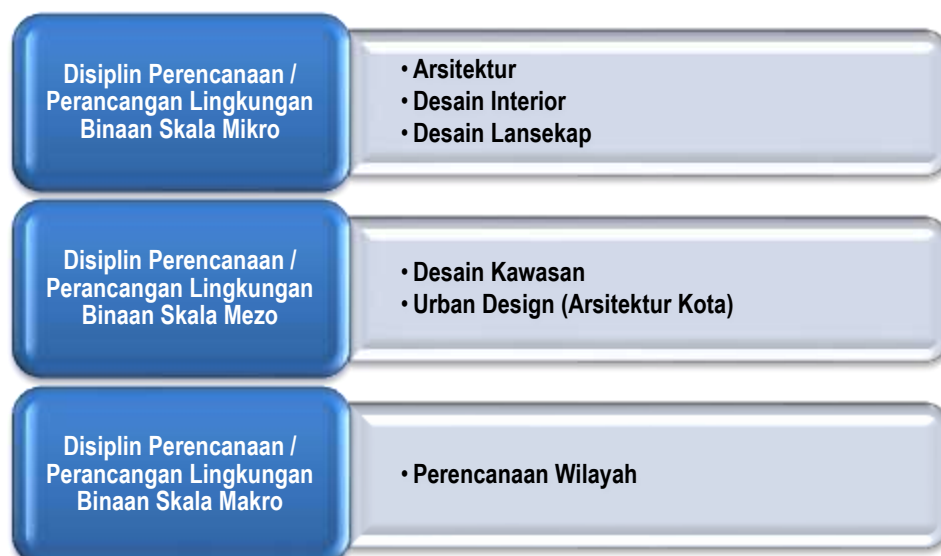 Disiplin Perencanaan /
Perancangan Lingkungan
Binaan Skala Mikro
• Arsitektur
• Desain Interior
• Desain Lansekap
Disiplin Perencanaan /
Perancangan Lingkungan
Binaan Skala Mezo
• Desain Kawasan
• Urban Design (Arsitektur Kota)
Disiplin Perencanaan /
Perancangan Lingkungan
Binaan Skala Makro
• Perencanaan Wilayah